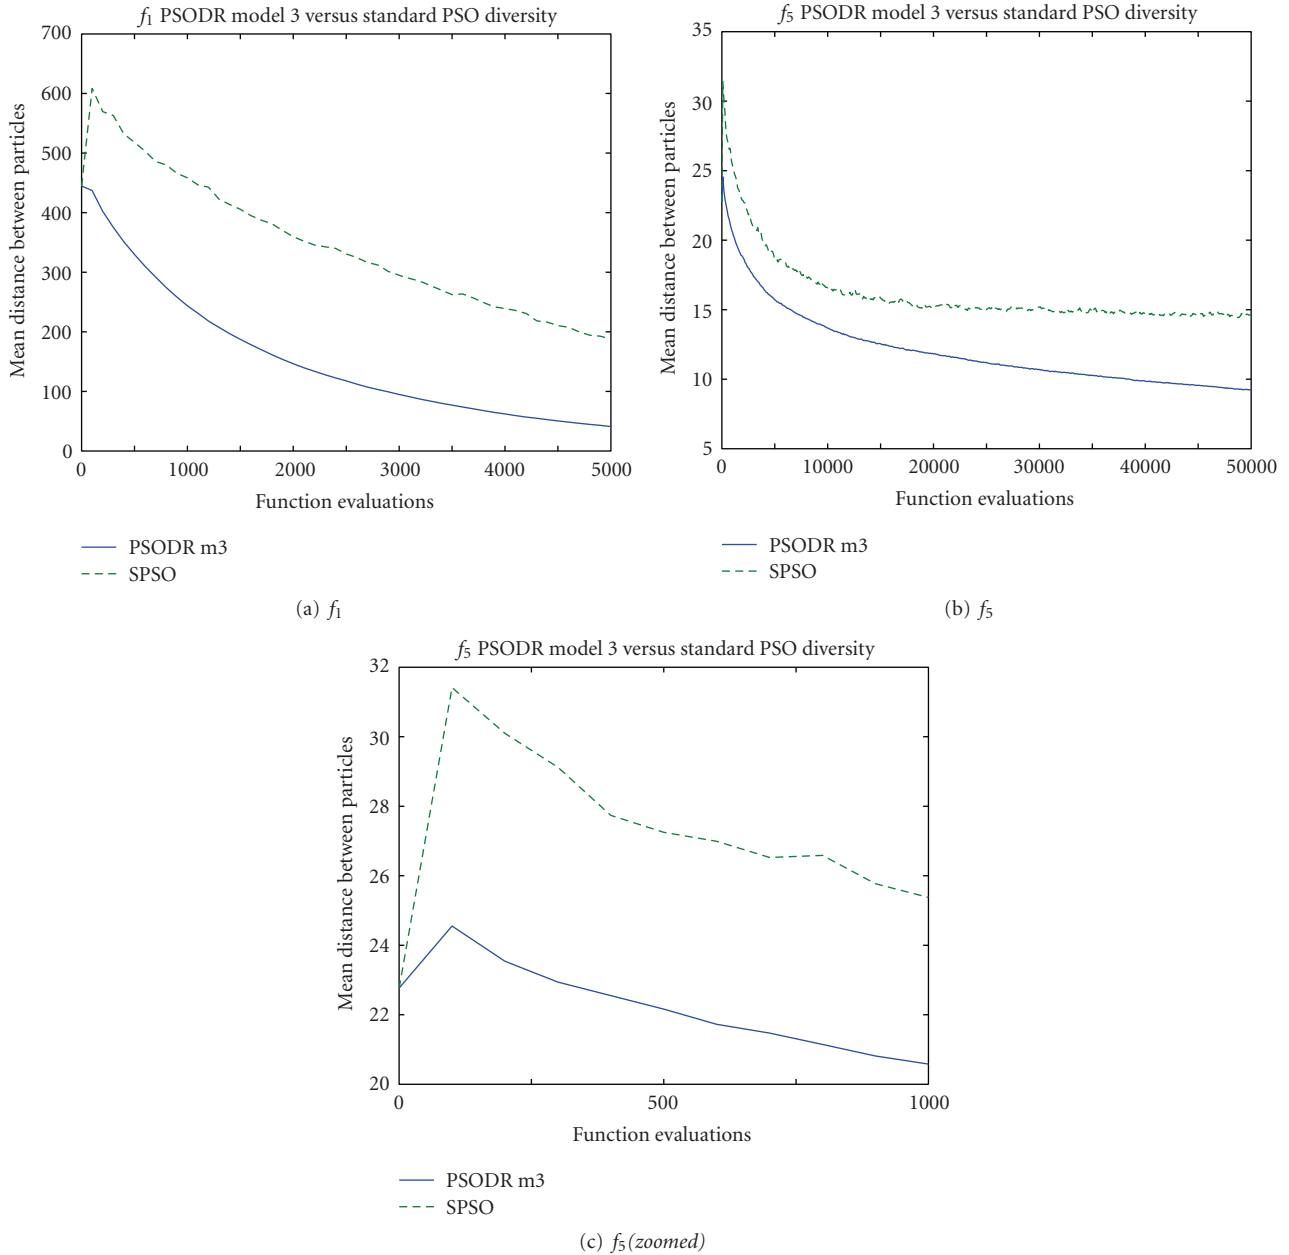 f1 PSODR model 3 versus standard PSO diversity
700
600
500
400
300
200
100
0
Mean distance between particles
0 1000 2000 3000 4000 5000
Function evaluations
PSODR m3
SPSO
(a) f1
f5 PSODR model 3 versus standard PSO diversity
35
30
25
20
15
10
5
Mean distance between particles
0 10000 20000 30000 40000 50000
Function evaluations
PSODR m3
SPSO
(b) f5
f5 PSODR model 3 versus standard PSO diversity
32
30
28
26
24
22
20
Mean distance between particles
0 500 1000
Function evaluations
PSODR m3
SPSO
(c) f5 (zoomed)